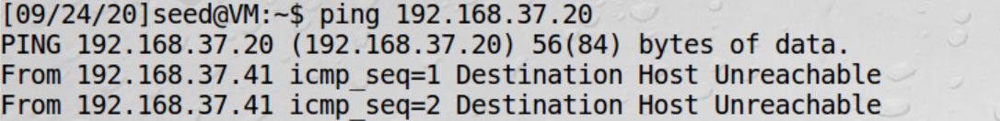 [09/24/20]seed@VM:~$ ping 192.168.37.20
PING 192.168.37.20 (192.168.37.20) 56(84) bytes of data.
From 192.168.37.41 icmp_seq=1 Destination Host Unreachable
From 192.168.37.41 icmp_seq=2 Destination Host Unreachable